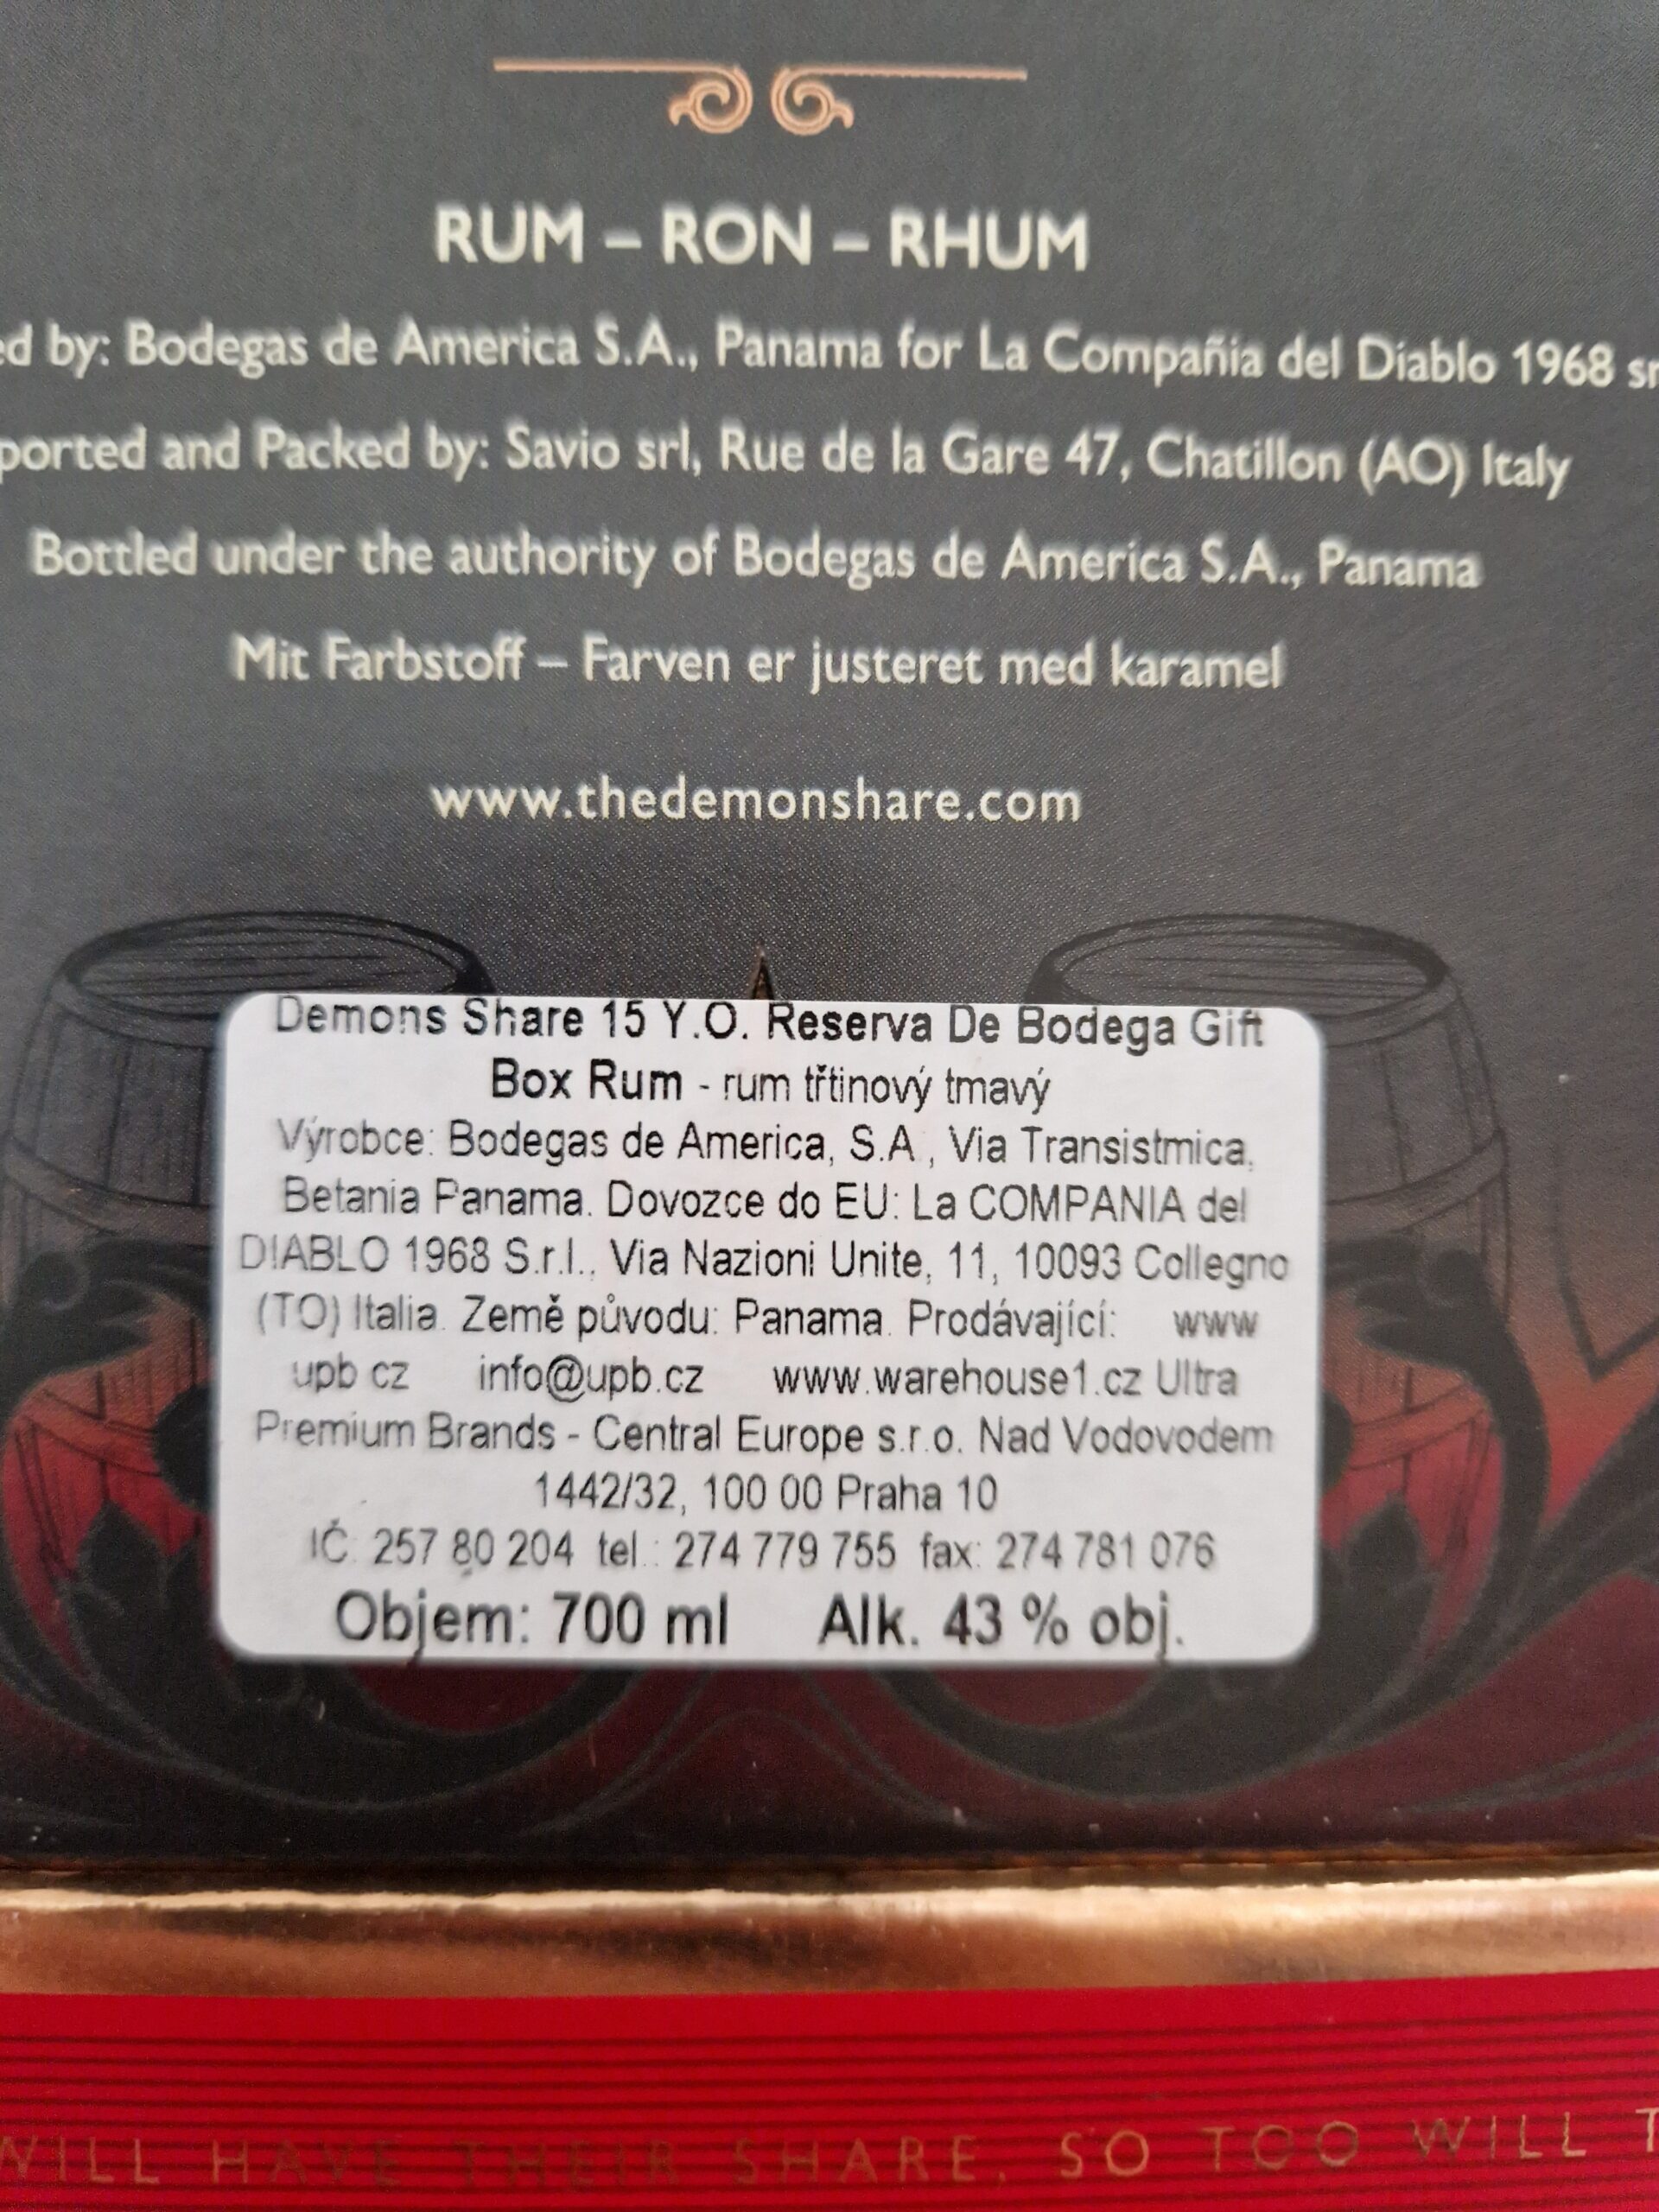 RUM – RON – RHUM
ed by: Bodegas de America S.A., Panama for La Compañia del Diablo 1968 sr
ported and Packed by: Savio srl, Rue de la Gare 47, Chatillon (AO) Italy
Bottled under the authority of Bodegas de America S.A., Panama
Mit Farbstoff – Farven er justeret med karamel
www.thedemonshare.com
Demons Share 15 Y.O. Reserva De Bodega Gift
Box Rum - rum třtinový tmavý
Výrobce: Bodegas de America, S.A., Via Transistmica,
Betania Panama. Dovozce do EU: La COMPANIA del
DIABLO 1968 S.r.l., Via Nazioni Unite, 11, 10093 Collegno
(TO) Italia. Země původu: Panama. Prodávající: www
upb cz info@upb.cz www.warehouse1.cz Ultra
Premium Brands - Central Europe s.r.o. Nad Vodovodem
1442/32, 100 00 Praha 10
IČ: 257 80 204 tel.: 274 779 755 fax: 274 781 076
Objem: 700 ml Alk. 43 % obj.
WILL HAVE THEIR SHARE, SO TOO WILL T